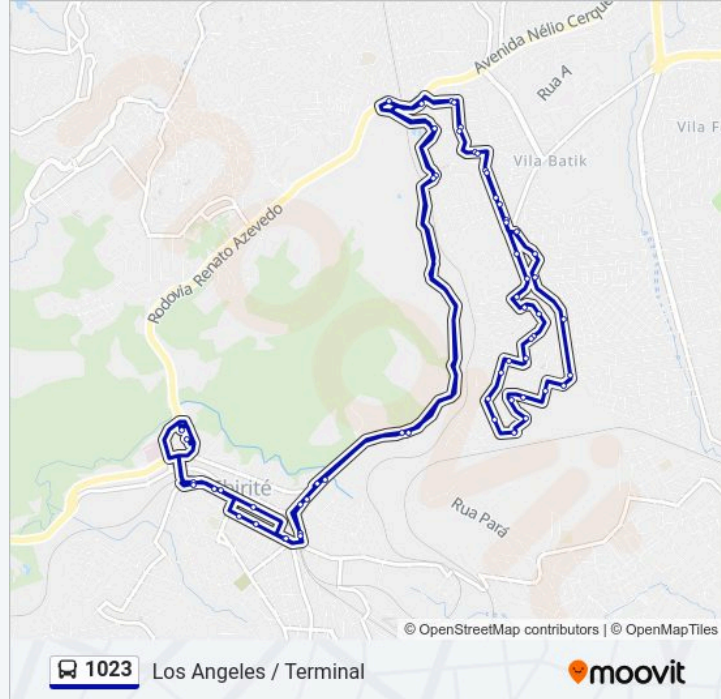 Avenida Nélio Cerque
Rua A
Vila F
Vila Batik
Rodovia Renato Azevedo
Ibirité
Rua Pará
© OpenStreetMap contributors | © OpenMapTiles
1023 Los Angeles / Terminal
moovit